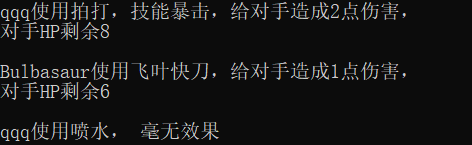 qqq使用拍打，技能暴击，给对手造成2点伤害，
对手HP剩余8
Bulbasaur使用飞叶快刀，给对手造成1点伤害，
对手HP剩余6
qqq使用喷水， 毫无效果